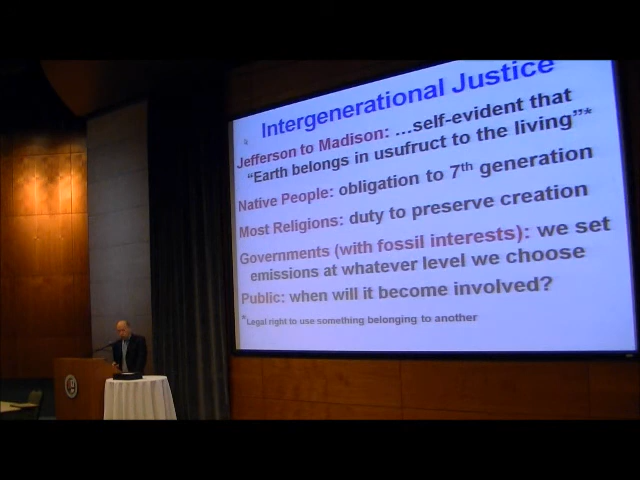 Intergenerational Justice
Jefferson to Madison: …self-evident that
“Earth belongs in usufruct to the living”*
Native People: obligation to 7th generation
Most Religions: duty to preserve creation
Governments (with fossil interests): we set
emissions at whatever level we choose
Public: when will it become involved?
*Legal right to use something belonging to another